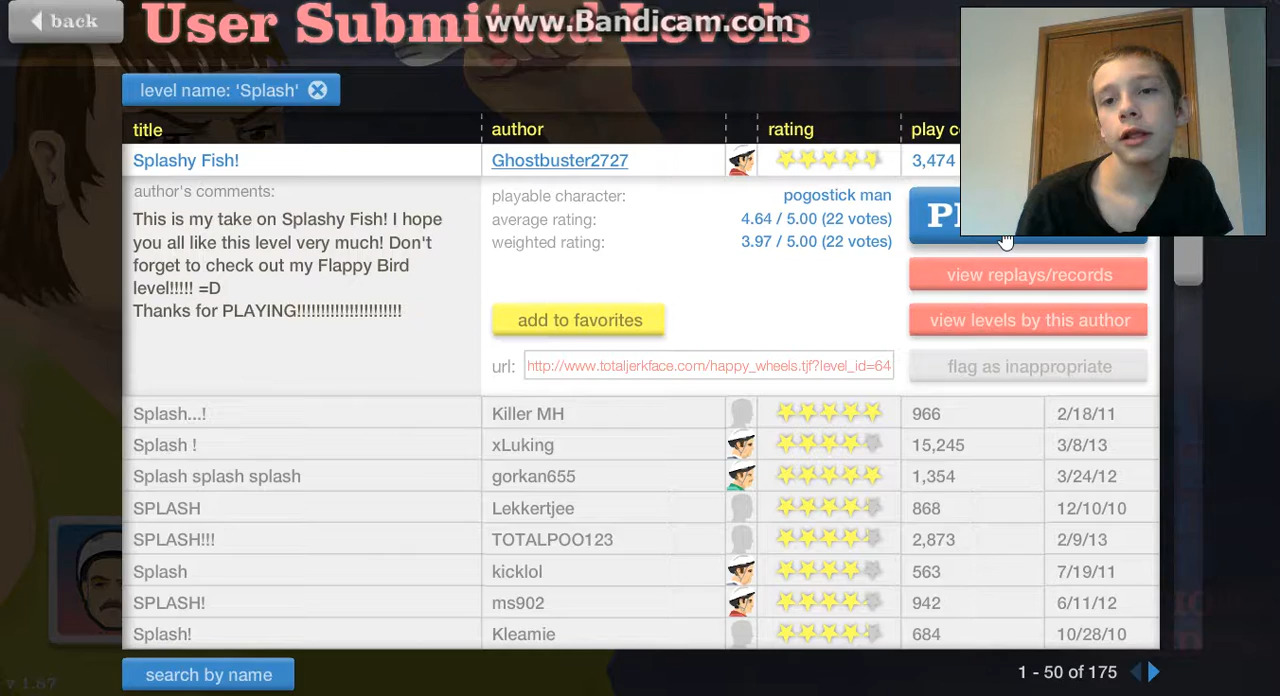 back
User Submitted Levels
www.Bandicam.com
level name: 'Splash'
title author rating play c
Splashy Fish! Ghostbuster2727 3,474
author's comments:
This is my take on Splashy Fish! I hope
you all like this level very much! Don't
forget to check out my Flappy Bird
level!!!!! =D
Thanks for PLAYING!!!!!!!!!!!!!!!!!!!!!!
playable character: pogostick man
average rating: 4.64 / 5.00 (22 votes)
weighted rating: 3.97 / 5.00 (22 votes)
add to favorites
url: http://www.totaljerkface.com/happy_wheels.tjf?level_id=64
view replays/records
view levels by this author
flag as inappropriate
Splash...! Killer MH 966 2/18/11
Splash ! xLuking 15,245 3/8/13
Splash splash splash gorkan655 1,354 3/24/12
SPLASH Lekkertjee 868 12/10/10
SPLASH!!! TOTALPOO123 2,873 2/9/13
Splash kicklol 563 7/19/11
SPLASH! ms902 942 6/11/12
Splash! Kleamie 684 10/28/10
search by name
1 - 50 of 175
v 1.87